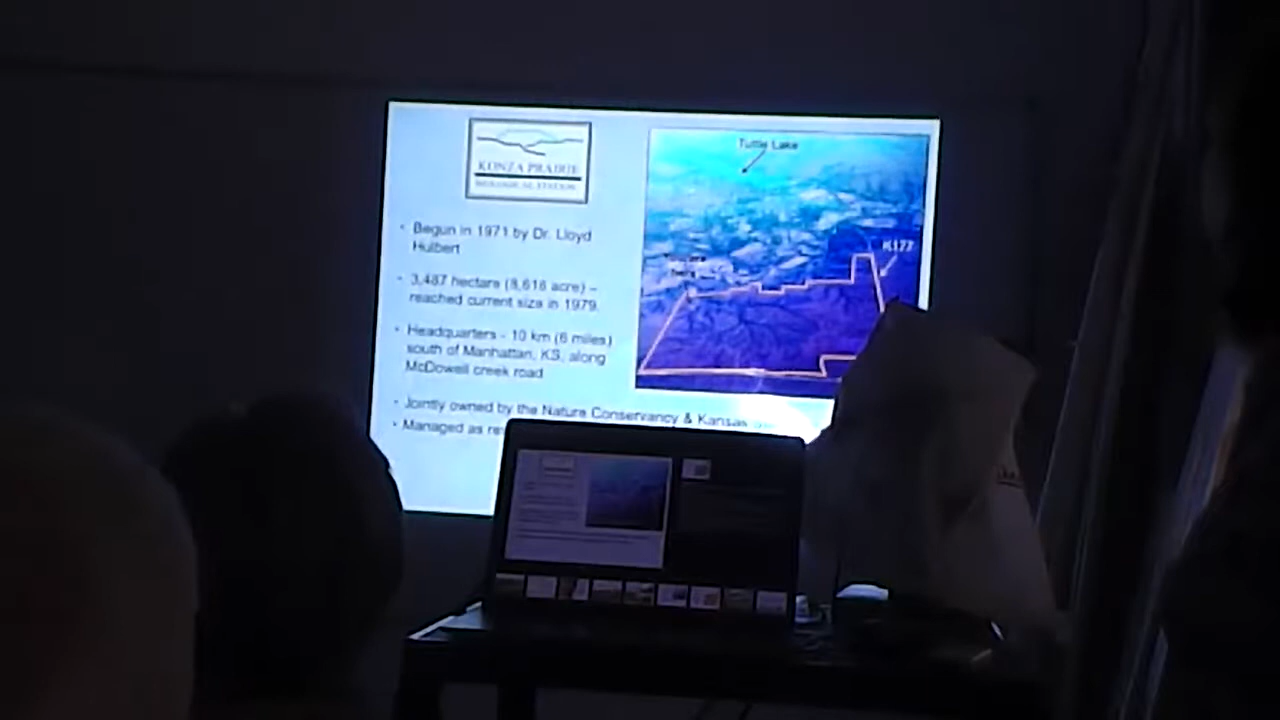 KONZA PRAIRIE
BIOLOGICAL STATION
• Begun in 1971 by Dr. Lloyd
Hulbert
• 3,487 hectare (8,616 acre) –
reached current size in 1979.
• Headquarters - 10 km (6 miles)
south of Manhattan, KS, along
McDowell creek road
• Jointly owned by the Nature Conservancy & Kansas
• Managed as
Tuttle Lake
K177